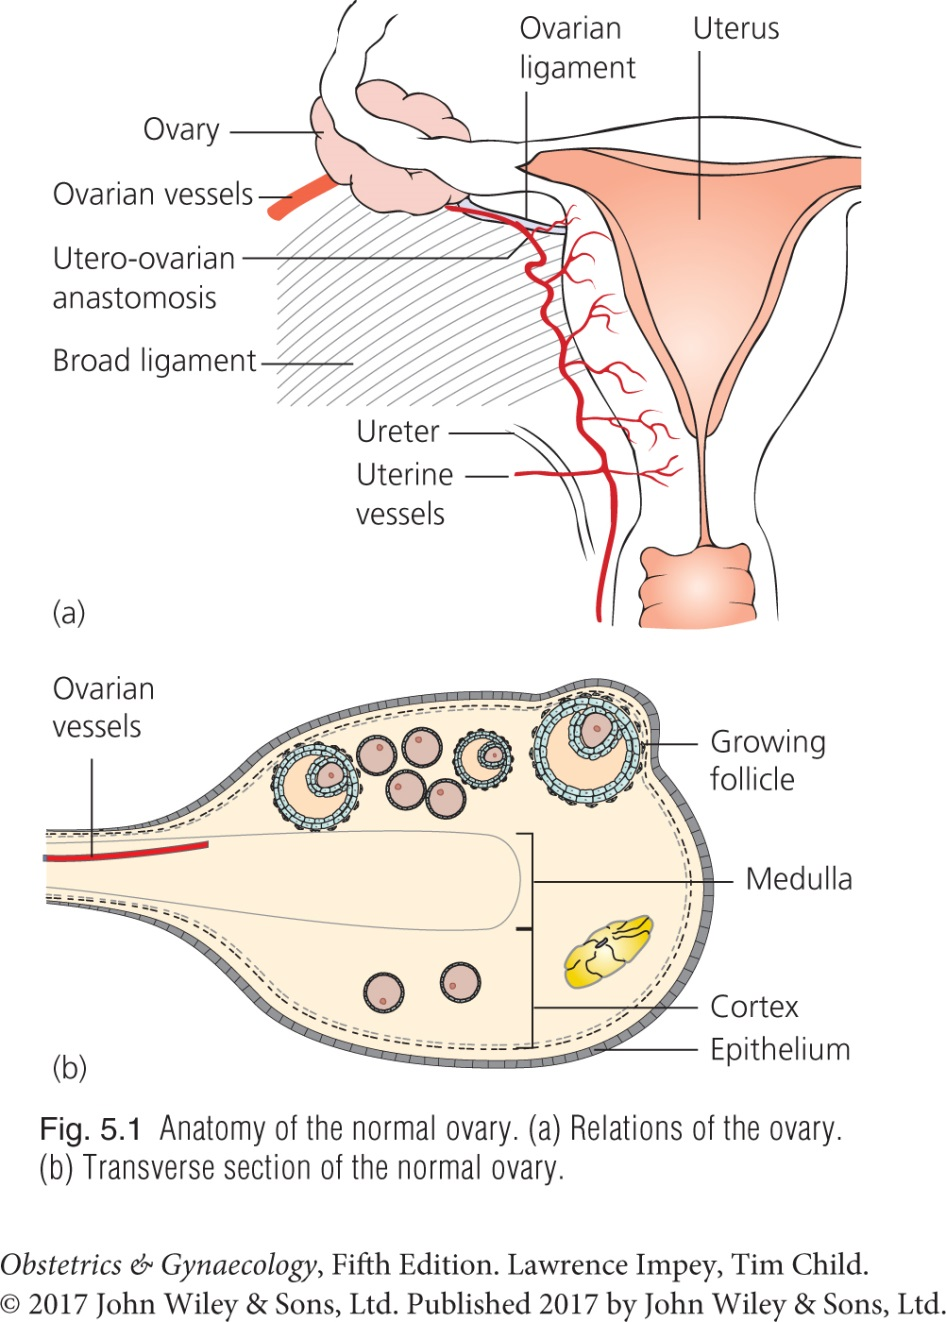 Ovarian
ligament
Uterus
Ovary
Ovarian vessels
Utero-ovarian
anastomosis
Broad ligament
Ureter
Uterine
vessels
(a)
Ovarian
vessels
Growing
follicle
Medulla
Cortex
Epithelium
(b)
Fig. 5.1 Anatomy of the normal ovary. (a) Relations of the ovary.
(b) Transverse section of the normal ovary.
Obstetrics & Gynaecology, Fifth Edition. Lawrence Impey, Tim Child.
© 2017 John Wiley & Sons, Ltd. Published 2017 by John Wiley & Sons, Ltd.